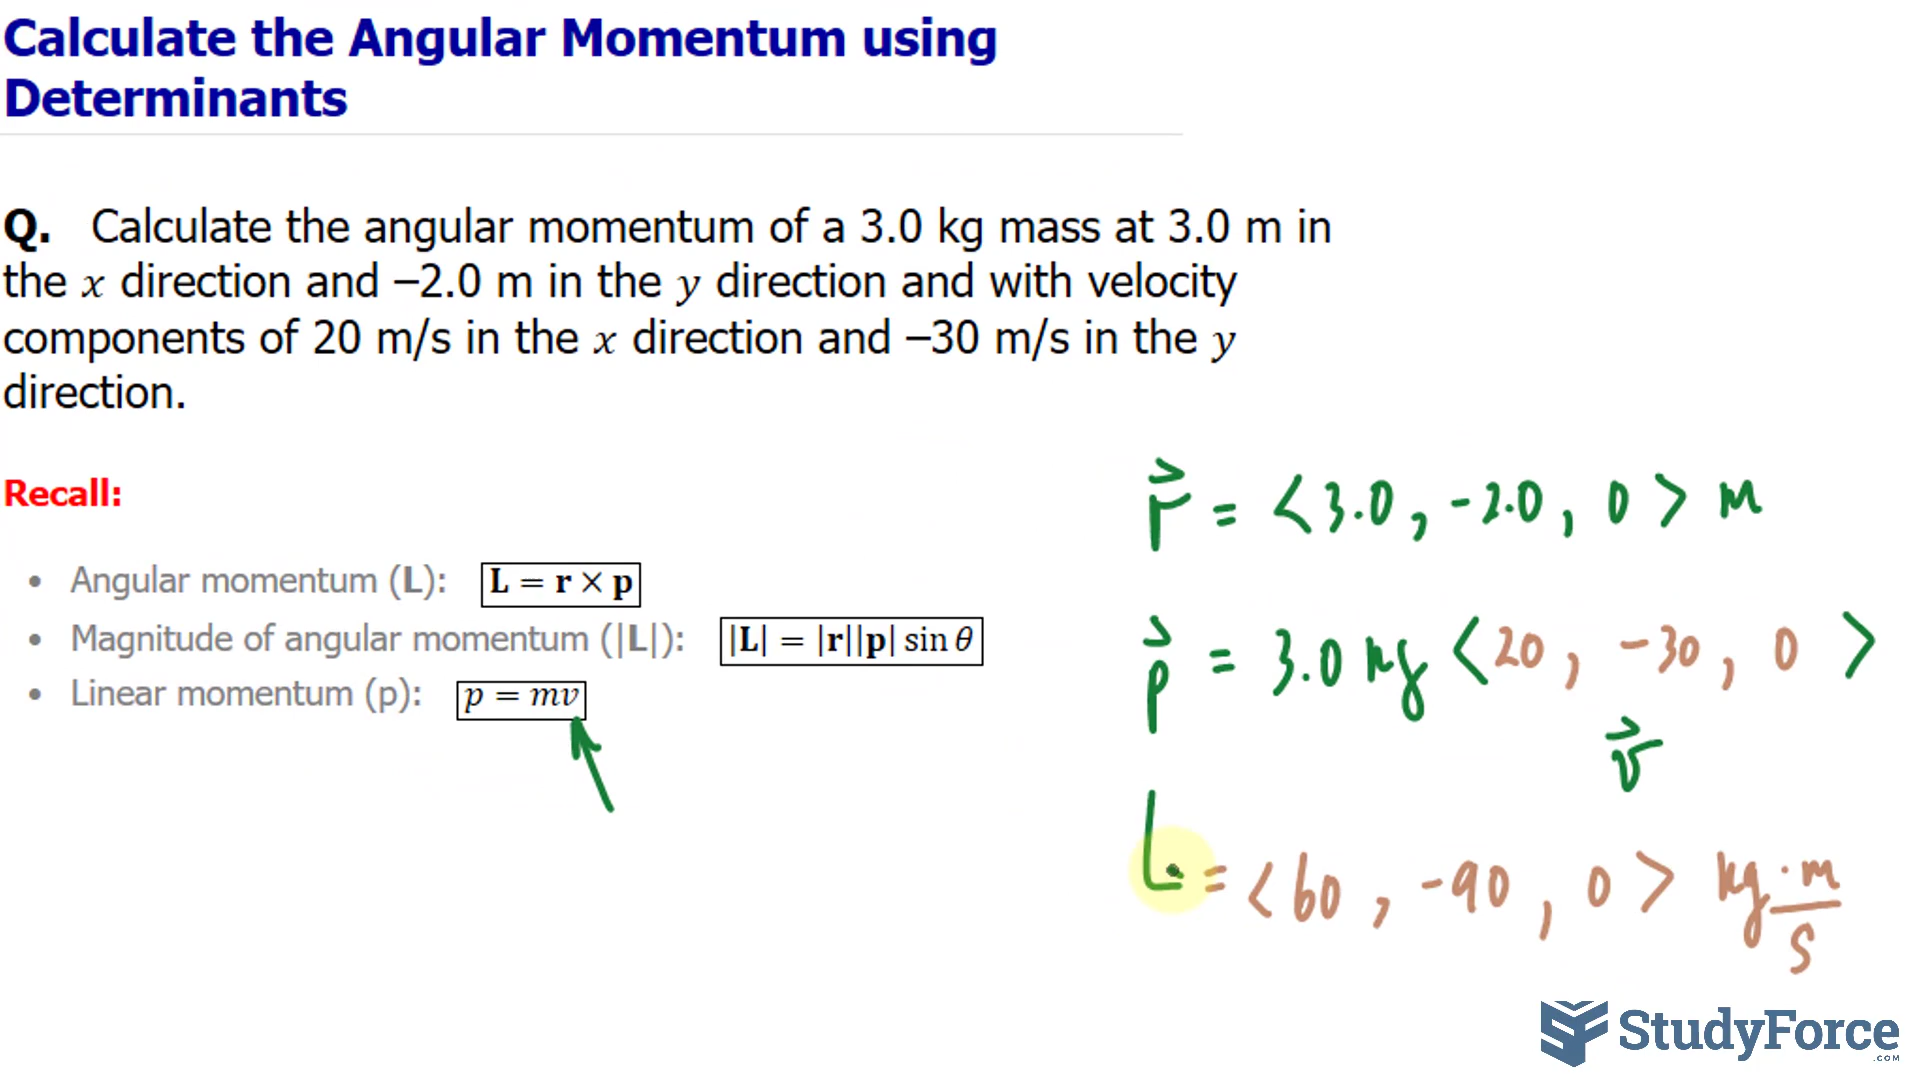 Calculate the Angular Momentum using
Determinants
Q. Calculate the angular momentum of a 3.0 kg mass at 3.0 m in
the x direction and –2.0 m in the y direction and with velocity
components of 20 m/s in the x direction and –30 m/s in the y
direction.
Recall:
• Angular momentum (L): L = r × p
• Magnitude of angular momentum (|L|): |L| = |r||p| sin θ
• Linear momentum (p): p = mv
r⃗ = <3.0, -2.0, 0> m
p⃗ = 3.0 kg <20, -30, 0>
v⃗
L = <60, -90, 0> kg·m/s
StudyForce
.COM